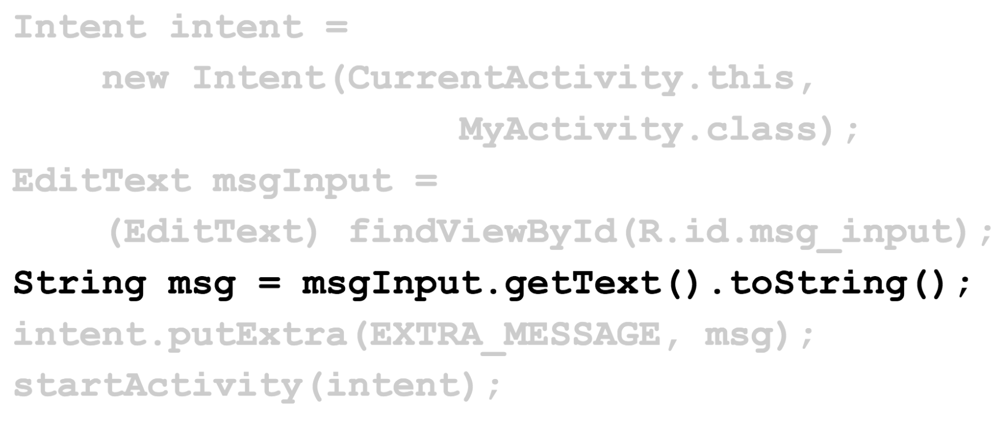 Intent intent =
new Intent(CurrentActivity.this,
MyActivity.class);
EditText msgInput =
(EditText) findViewById(R.id.msg_input);
String msg = msgInput.getText().toString();
intent.putExtra(EXTRA_MESSAGE, msg);
startActivity(intent);